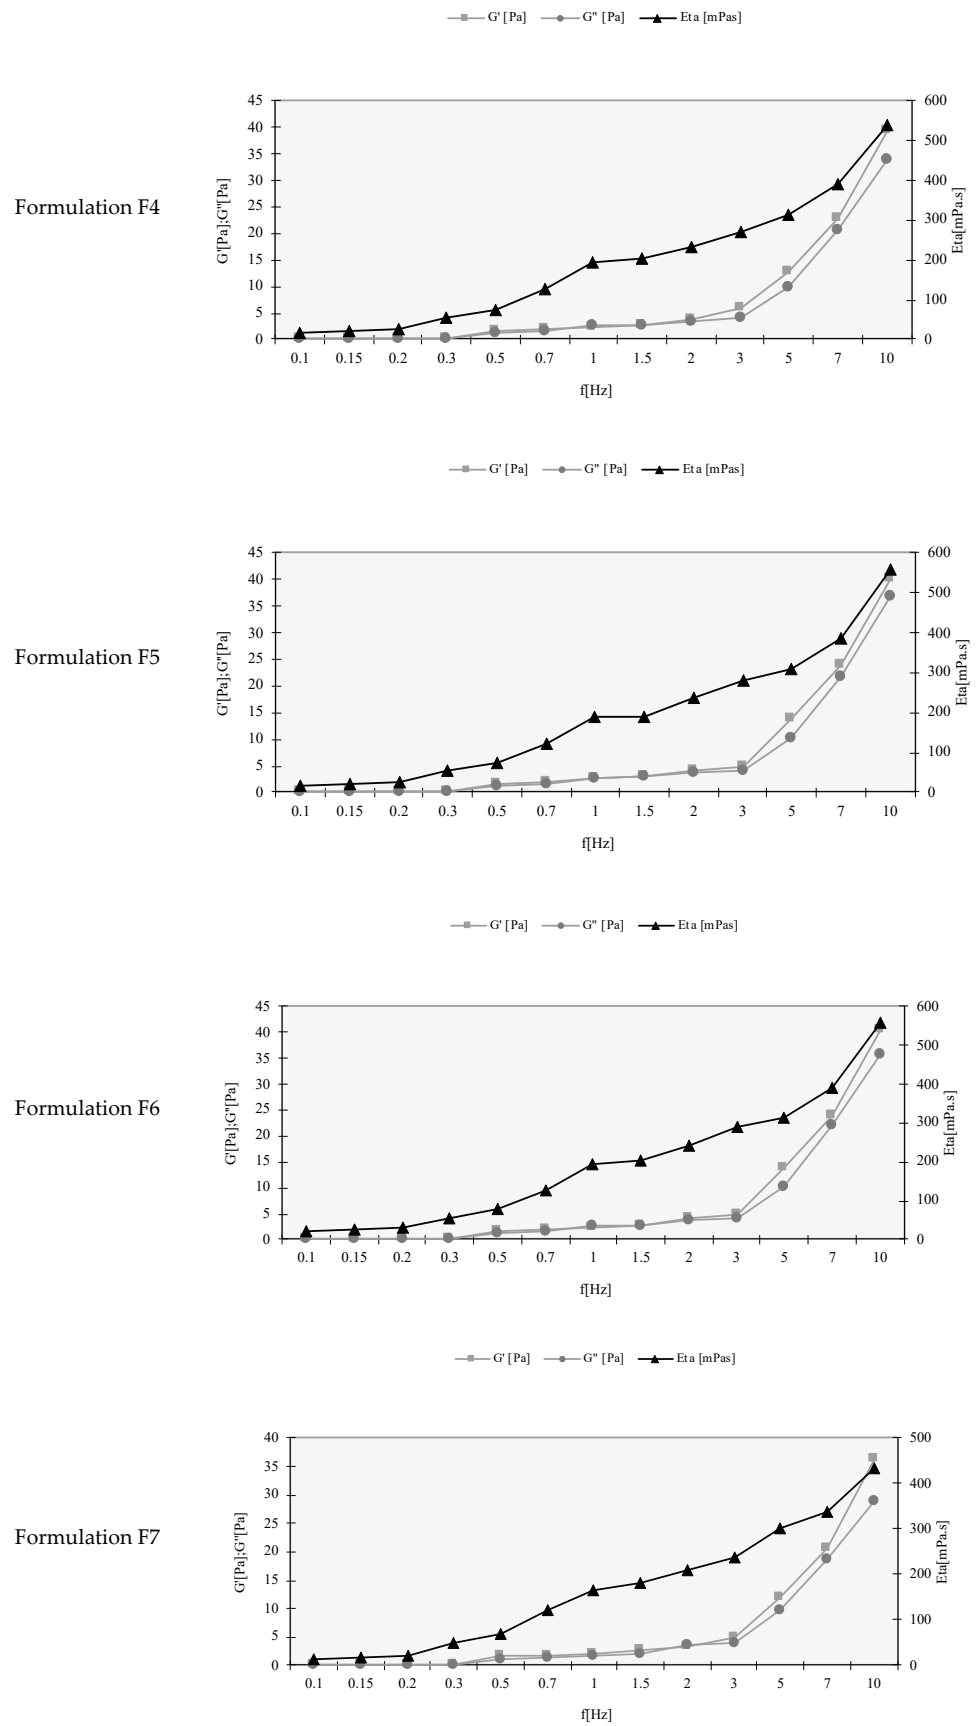 G' [Pa] G" [Pa] Eta [mPas]
Formulation F4
G'[Pa];G"[Pa]
45
40
35
30
25
20
15
10
5
0
600
500
400
300
200
100
0
Eta[mPa.s]
0.1 0.15 0.2 0.3 0.5 0.7 1 1.5 2 3 5 7 10
f[Hz]
G' [Pa] G" [Pa] Eta [mPas]
Formulation F5
G'[Pa];G"[Pa]
45
40
35
30
25
20
15
10
5
0
600
500
400
300
200
100
0
Eta[mPa.s]
0.1 0.15 0.2 0.3 0.5 0.7 1 1.5 2 3 5 7 10
f[Hz]
G' [Pa] G" [Pa] Eta [mPas]
Formulation F6
G'[Pa];G"[Pa]
45
40
35
30
25
20
15
10
5
0
600
500
400
300
200
100
0
Eta[mPa.s]
0.1 0.15 0.2 0.3 0.5 0.7 1 1.5 2 3 5 7 10
f[Hz]
G' [Pa] G" [Pa] Eta [mPas]
Formulation F7
G'[Pa];G"[Pa]
40
35
30
25
20
15
10
5
0
500
400
300
200
100
0
Eta[mPa.s]
0.1 0.15 0.2 0.3 0.5 0.7 1 1.5 2 3 5 7 10
f[Hz]